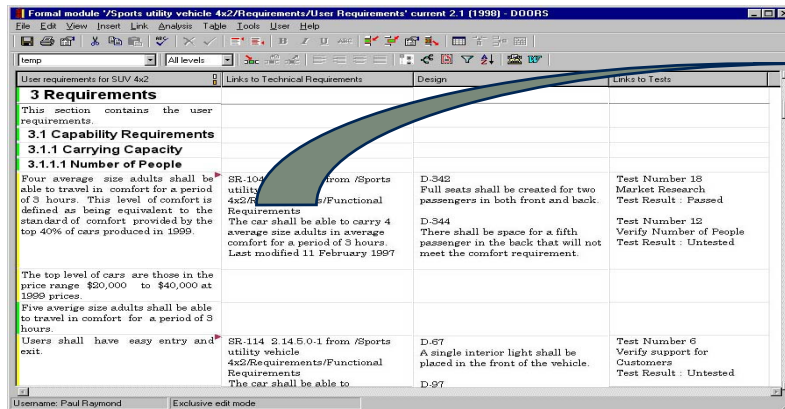 Formal module '/Sports utility vehicle 4x2/Requirements/User Requirements' current 2.1 (1998) - DOORS
File Edit View Insert Link Analysis Table Tools User Help
temp All levels
User requirements for SUV 4x2 Links to Technical Requirements Design Links to Tests
3 Requirements
This section contains the user
requirements.
3.1 Capability Requirements
3.1.1 Carrying Capacity
3.1.1.1 Number of People
Four average size adults shall be
able to travel in comfort for a period
of 3 hours. This level of comfort is
defined as being equivalent to the
standard of comfort provided by the
top 40% of cars produced in 1999.
SR-104 from /Sports
utility
4x2/R s/Functional
Requirements
The car shall be able to carry 4
average size adults in average
comfort for a period of 3 hours.
Last modified 11 February 1997
D-342
Full seats shall be created for two
passengers in both front and back.
D-344
There shall be space for a fifth
passenger in the back that will not
meet the comfort requirement.
Test Number 18
Market Research
Test Result : Passed
Test Number 12
Verify Number of People
Test Result : Untested
The top level of cars are those in the
price range $20,000 to $40,000 at
1999 prices.
Five averige size adults shall be able
to travel in comfort for a period of 3
hours.
Users shall have easy entry and
exit.
SR-114 2.14.5.0-1 from /Sports
utility vehicle
4x2/Requirements/Functional
Requirements
The car shall be able to
D-67
A single interior light shall be
placed in the front of the vehicle.
D-97
Test Number 6
Verify support for
Customers
Test Result : Untested
Username: Paul Raymond Exclusive edit mode